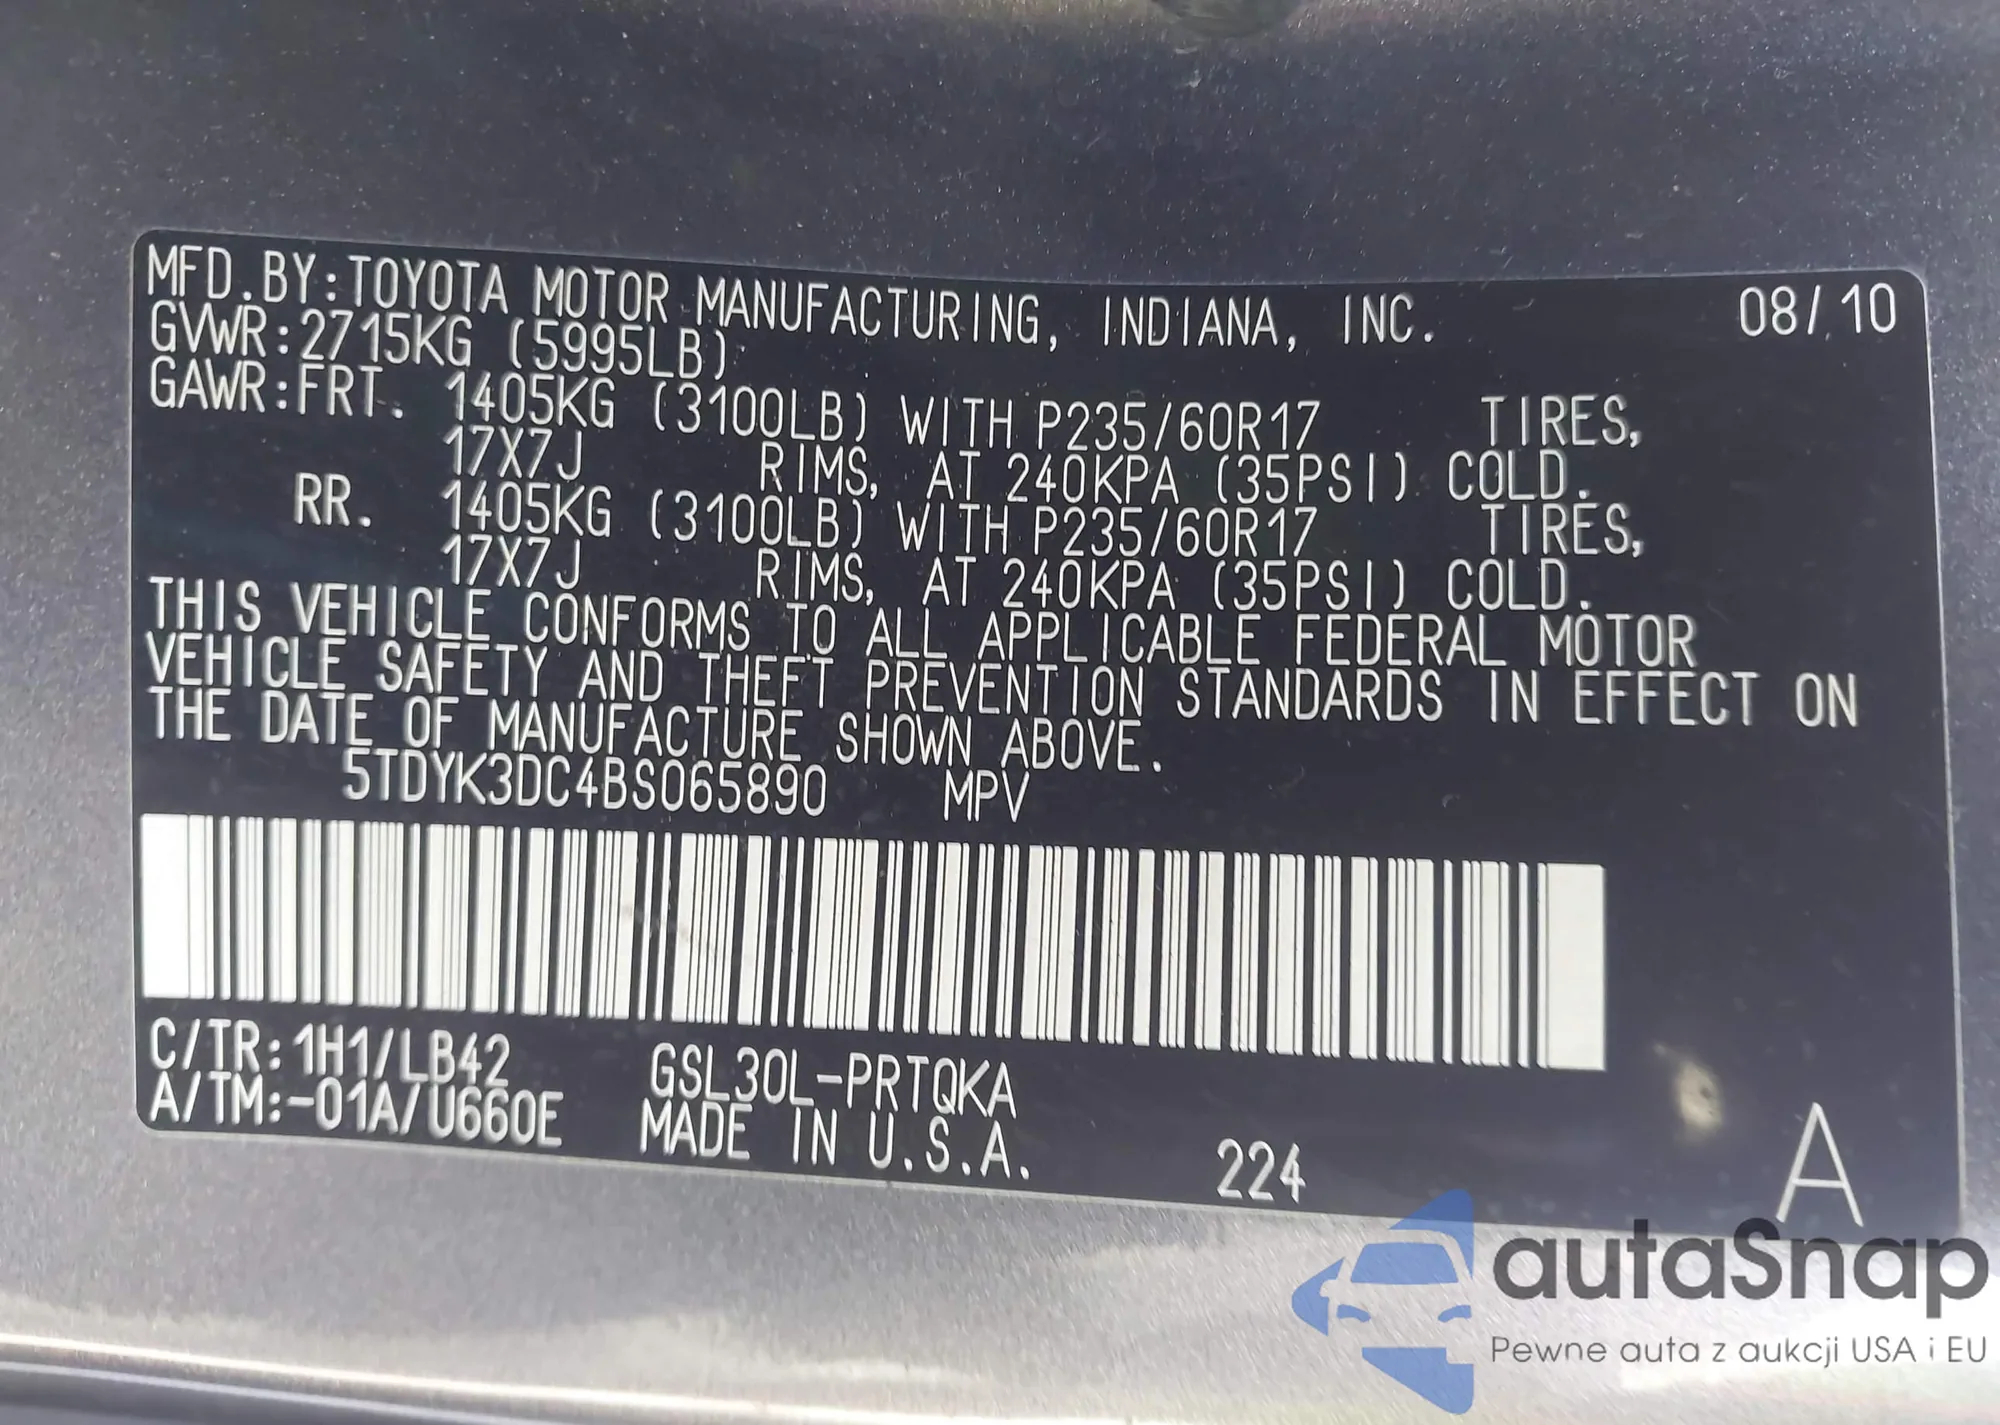 MFD.BY:TOYOTA MOTOR MANUFACTURING, INDIANA, INC. 08/10
GVWR:2715KG (5995LB)
GAWR:FRT. 1405KG (3100LB) WITH P235/60R17 TIRES,
17X7J RIMS, AT 240KPA (35PSI) COLD.
RR. 1405KG (3100LB) WITH P235/60R17 TIRES,
17X7J RIMS, AT 240KPA (35PSI) COLD.
THIS VEHICLE CONFORMS TO ALL APPLICABLE FEDERAL MOTOR
VEHICLE SAFETY AND THEFT PREVENTION STANDARDS IN EFFECT ON
THE DATE OF MANUFACTURE SHOWN ABOVE.
5TDYK3DC4BS065890 MPV
C/TR:1H1/LB42 GSL30L-PRTQKA
A/TM:-01A/U660E MADE IN U.S.A. 224 A
autaSnap
Pewne auta z aukcji USA i EU